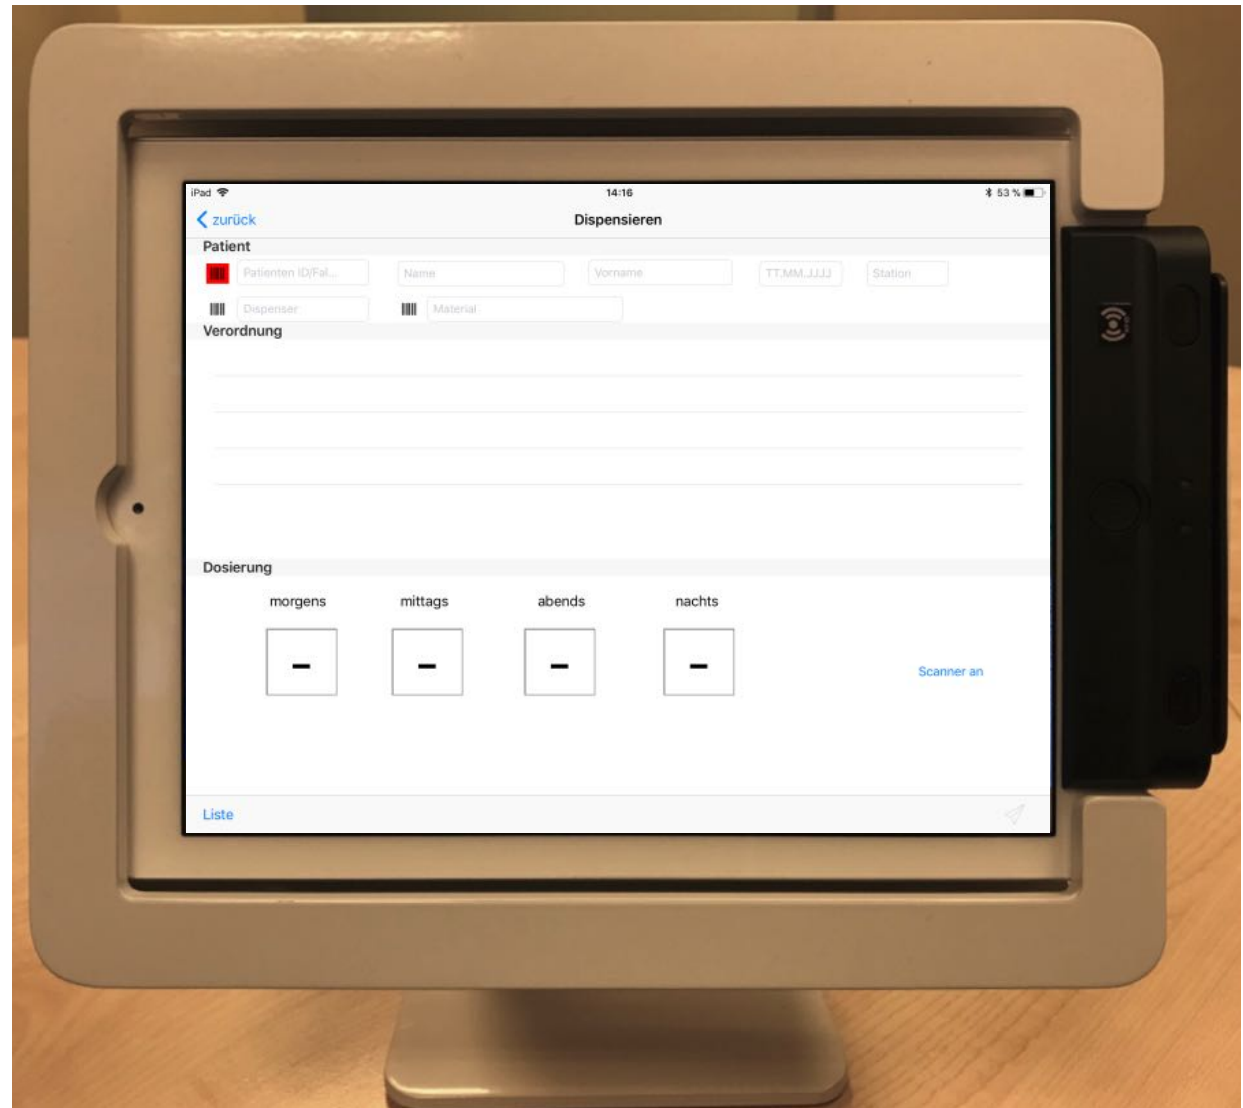 iPad 14:16 53 %
zurück Dispensieren
Patient
Patienten ID/Fal... Name Vorname TT.MM.JJJJ Station
Dispenser Material
Verordnung
Dosierung
morgens mittags abends nachts
– – – –
Scanner an
Liste